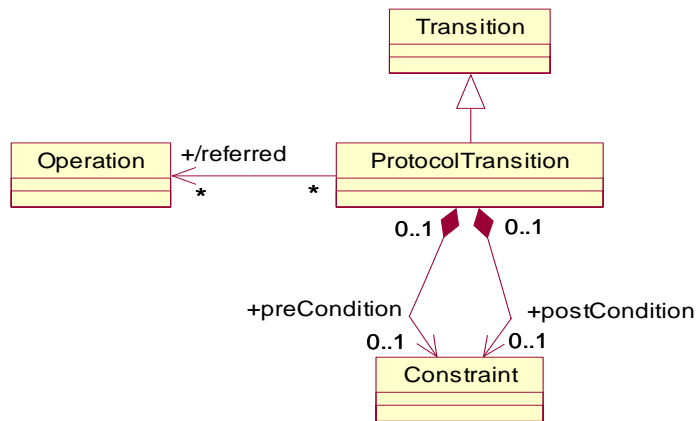 Transition
+/referred
Operation
ProtocolTransition
* *
0..1 0..1
+preCondition
+postCondition
0..1 0..1
Constraint